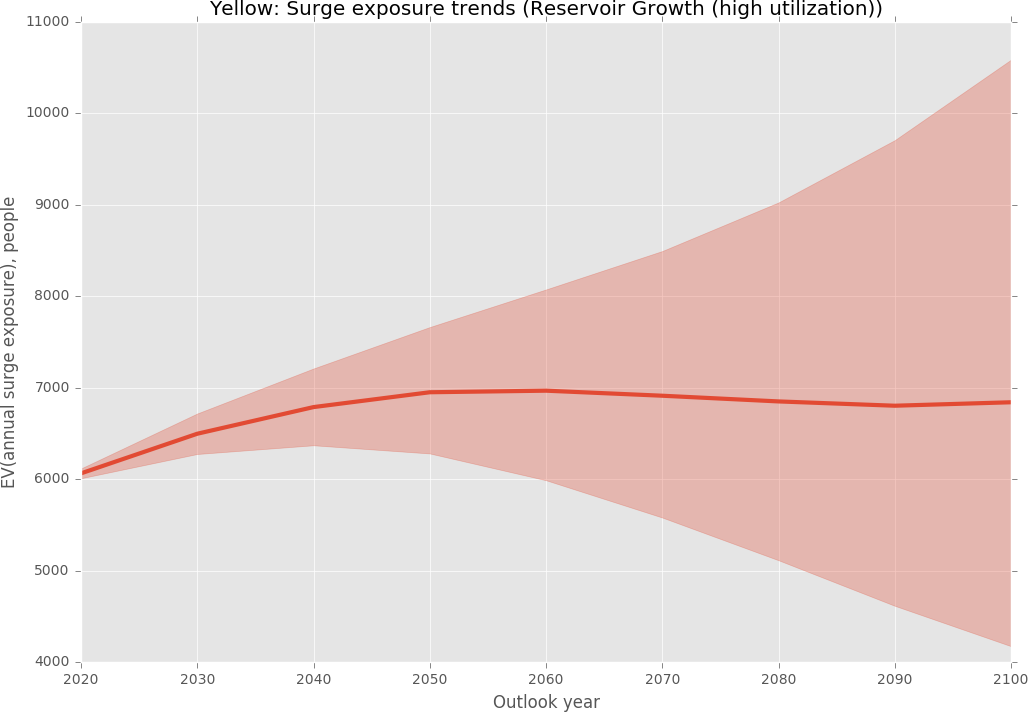 Yellow: Surge exposure trends (Reservoir Growth (high utilization))
11000
10000
9000
8000
7000
6000
5000
4000
EV(annual surge exposure), people
2020 2030 2040 2050 2060 2070 2080 2090 2100
Outlook year